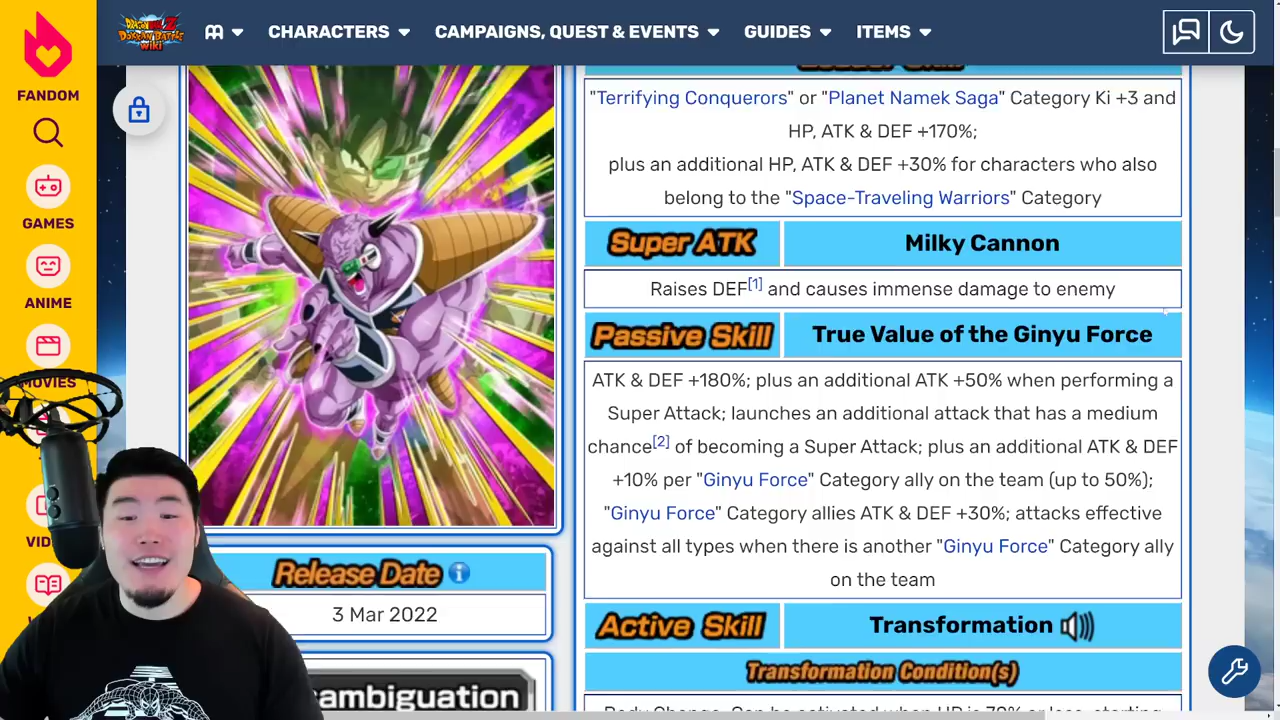 DRAGONBALL Z
DOKKAN BATTLE
WIKI
CHARACTERS
CAMPAIGNS, QUEST & EVENTS
GUIDES
ITEMS
FANDOM
GAMES
ANIME
MOVIES
Leader Skill
"Terrifying Conquerors" or "Planet Namek Saga" Category Ki +3 and
HP, ATK & DEF +170%;
plus an additional HP, ATK & DEF +30% for characters who also
belong to the "Space-Traveling Warriors" Category
Super ATK
Milky Cannon
Raises DEF[1] and causes immense damage to enemy
Passive Skill
True Value of the Ginyu Force
ATK & DEF +180%; plus an additional ATK +50% when performing a
Super Attack; launches an additional attack that has a medium
chance[2] of becoming a Super Attack; plus an additional ATK & DEF
+10% per "Ginyu Force" Category ally on the team (up to 50%);
"Ginyu Force" Category allies ATK & DEF +30%; attacks effective
against all types when there is another "Ginyu Force" Category ally
on the team
Active Skill
Transformation
Transformation Condition(s)
Release Date
3 Mar 2022
ambiguation